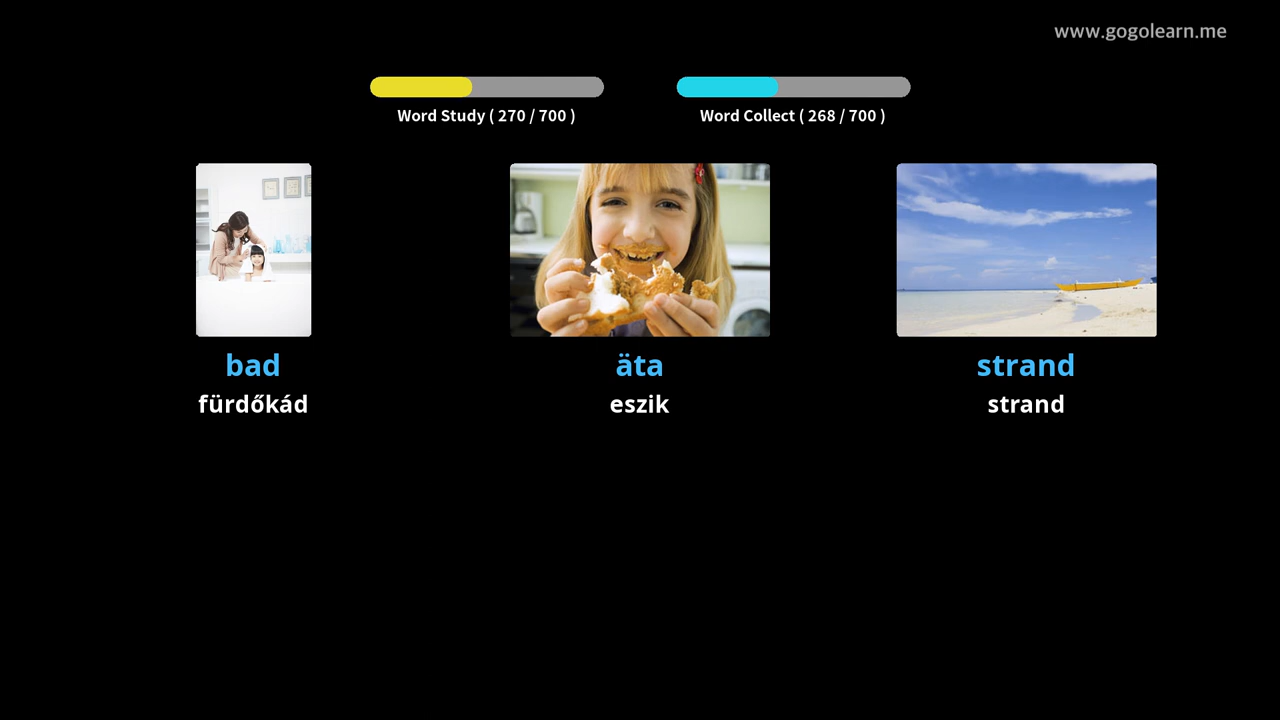 www.gogolearn.me
Word Study ( 270 / 700 )
Word Collect ( 268 / 700 )
bad
fürdőkád
äta
eszik
strand
strand